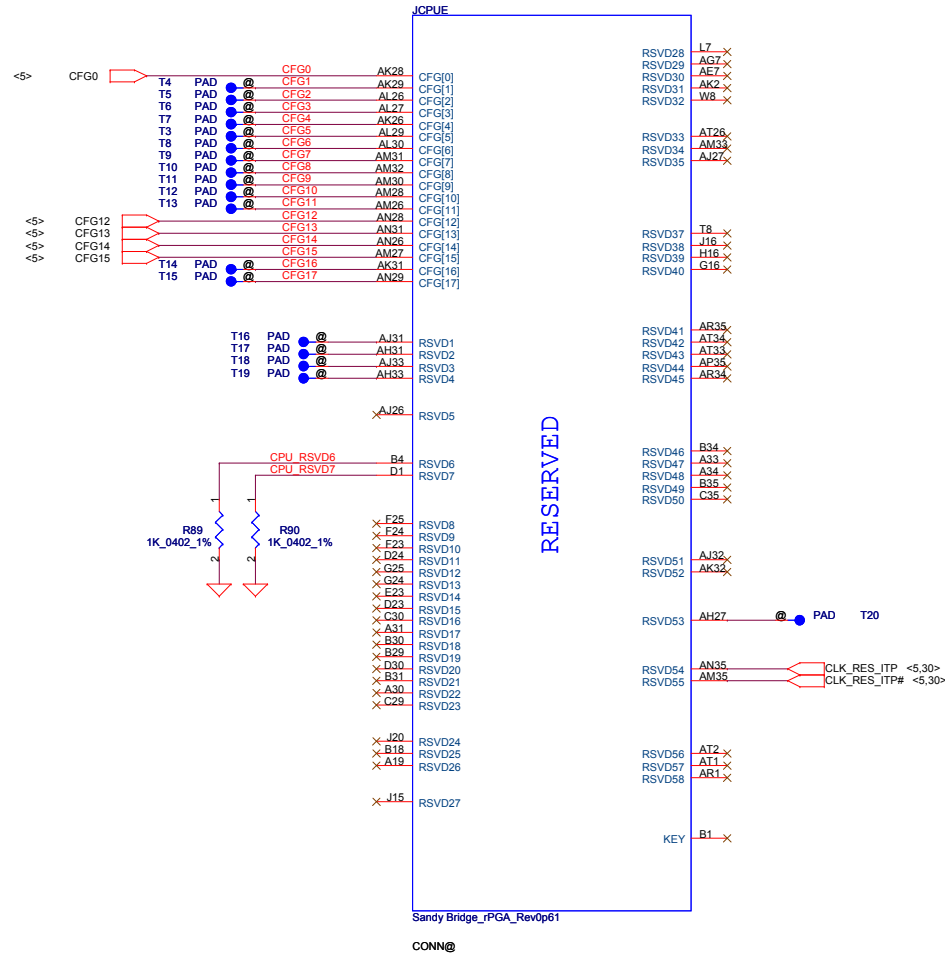 JCPUE
<5> CFG0 CFG0 AK28 CFG[0]
T4 PAD @ CFG1 AK29 CFG[1]
T5 PAD @ CFG2 AL26 CFG[2]
T6 PAD @ CFG3 AL27 CFG[3]
T7 PAD @ CFG4 AK26 CFG[4]
T3 PAD @ CFG5 AL29 CFG[5]
T8 PAD @ CFG6 AL30 CFG[6]
T9 PAD @ CFG7 AM31 CFG[7]
T10 PAD @ CFG8 AM32 CFG[8]
T11 PAD @ CFG9 AM30 CFG[9]
T12 PAD @ CFG10 AM28 CFG[10]
T13 PAD @ CFG11 AM26 CFG[11]
<5> CFG12 CFG12 AN28 CFG[12]
<5> CFG13 CFG13 AN31 CFG[13]
<5> CFG14 CFG14 AN26 CFG[14]
<5> CFG15 CFG15 AM27 CFG[15]
T14 PAD @ CFG16 AK31 CFG[16]
T15 PAD @ CFG17 AN29 CFG[17]
T16 PAD @ AJ31 RSVD1
T17 PAD @ AH31 RSVD2
T18 PAD @ AJ33 RSVD3
T19 PAD @ AH33 RSVD4
AJ26 RSVD5
CPU_RSVD6 B4 RSVD6
CPU_RSVD7 D1 RSVD7
1 1
R89 R90
1K_0402_1% 1K_0402_1%
2 2
F25 RSVD8
F24 RSVD9
F23 RSVD10
D24 RSVD11
G25 RSVD12
G24 RSVD13
E23 RSVD14
D23 RSVD15
C30 RSVD16
A31 RSVD17
B30 RSVD18
B29 RSVD19
D30 RSVD20
B31 RSVD21
A30 RSVD22
C29 RSVD23
J20 RSVD24
B18 RSVD25
A19 RSVD26
J15 RSVD27
RESERVED
RSVD28 L7
RSVD29 AG7
RSVD30 AE7
RSVD31 AK2
RSVD32 W8
RSVD33 AT26
RSVD34 AM33
RSVD35 AJ27
RSVD37 T8
RSVD38 J16
RSVD39 H16
RSVD40 G16
RSVD41 AR35
RSVD42 AT34
RSVD43 AT33
RSVD44 AP35
RSVD45 AR34
RSVD46 B34
RSVD47 A33
RSVD48 A34
RSVD49 B35
RSVD50 C35
RSVD51 AJ32
RSVD52 AK32
RSVD53 AH27 @ PAD T20
RSVD54 AN35 CLK_RES_ITP <5,30>
RSVD55 AM35 CLK_RES_ITP# <5,30>
RSVD56 AT2
RSVD57 AT1
RSVD58 AR1
KEY B1
Sandy Bridge_rPGA_Rev0p61
CONN@